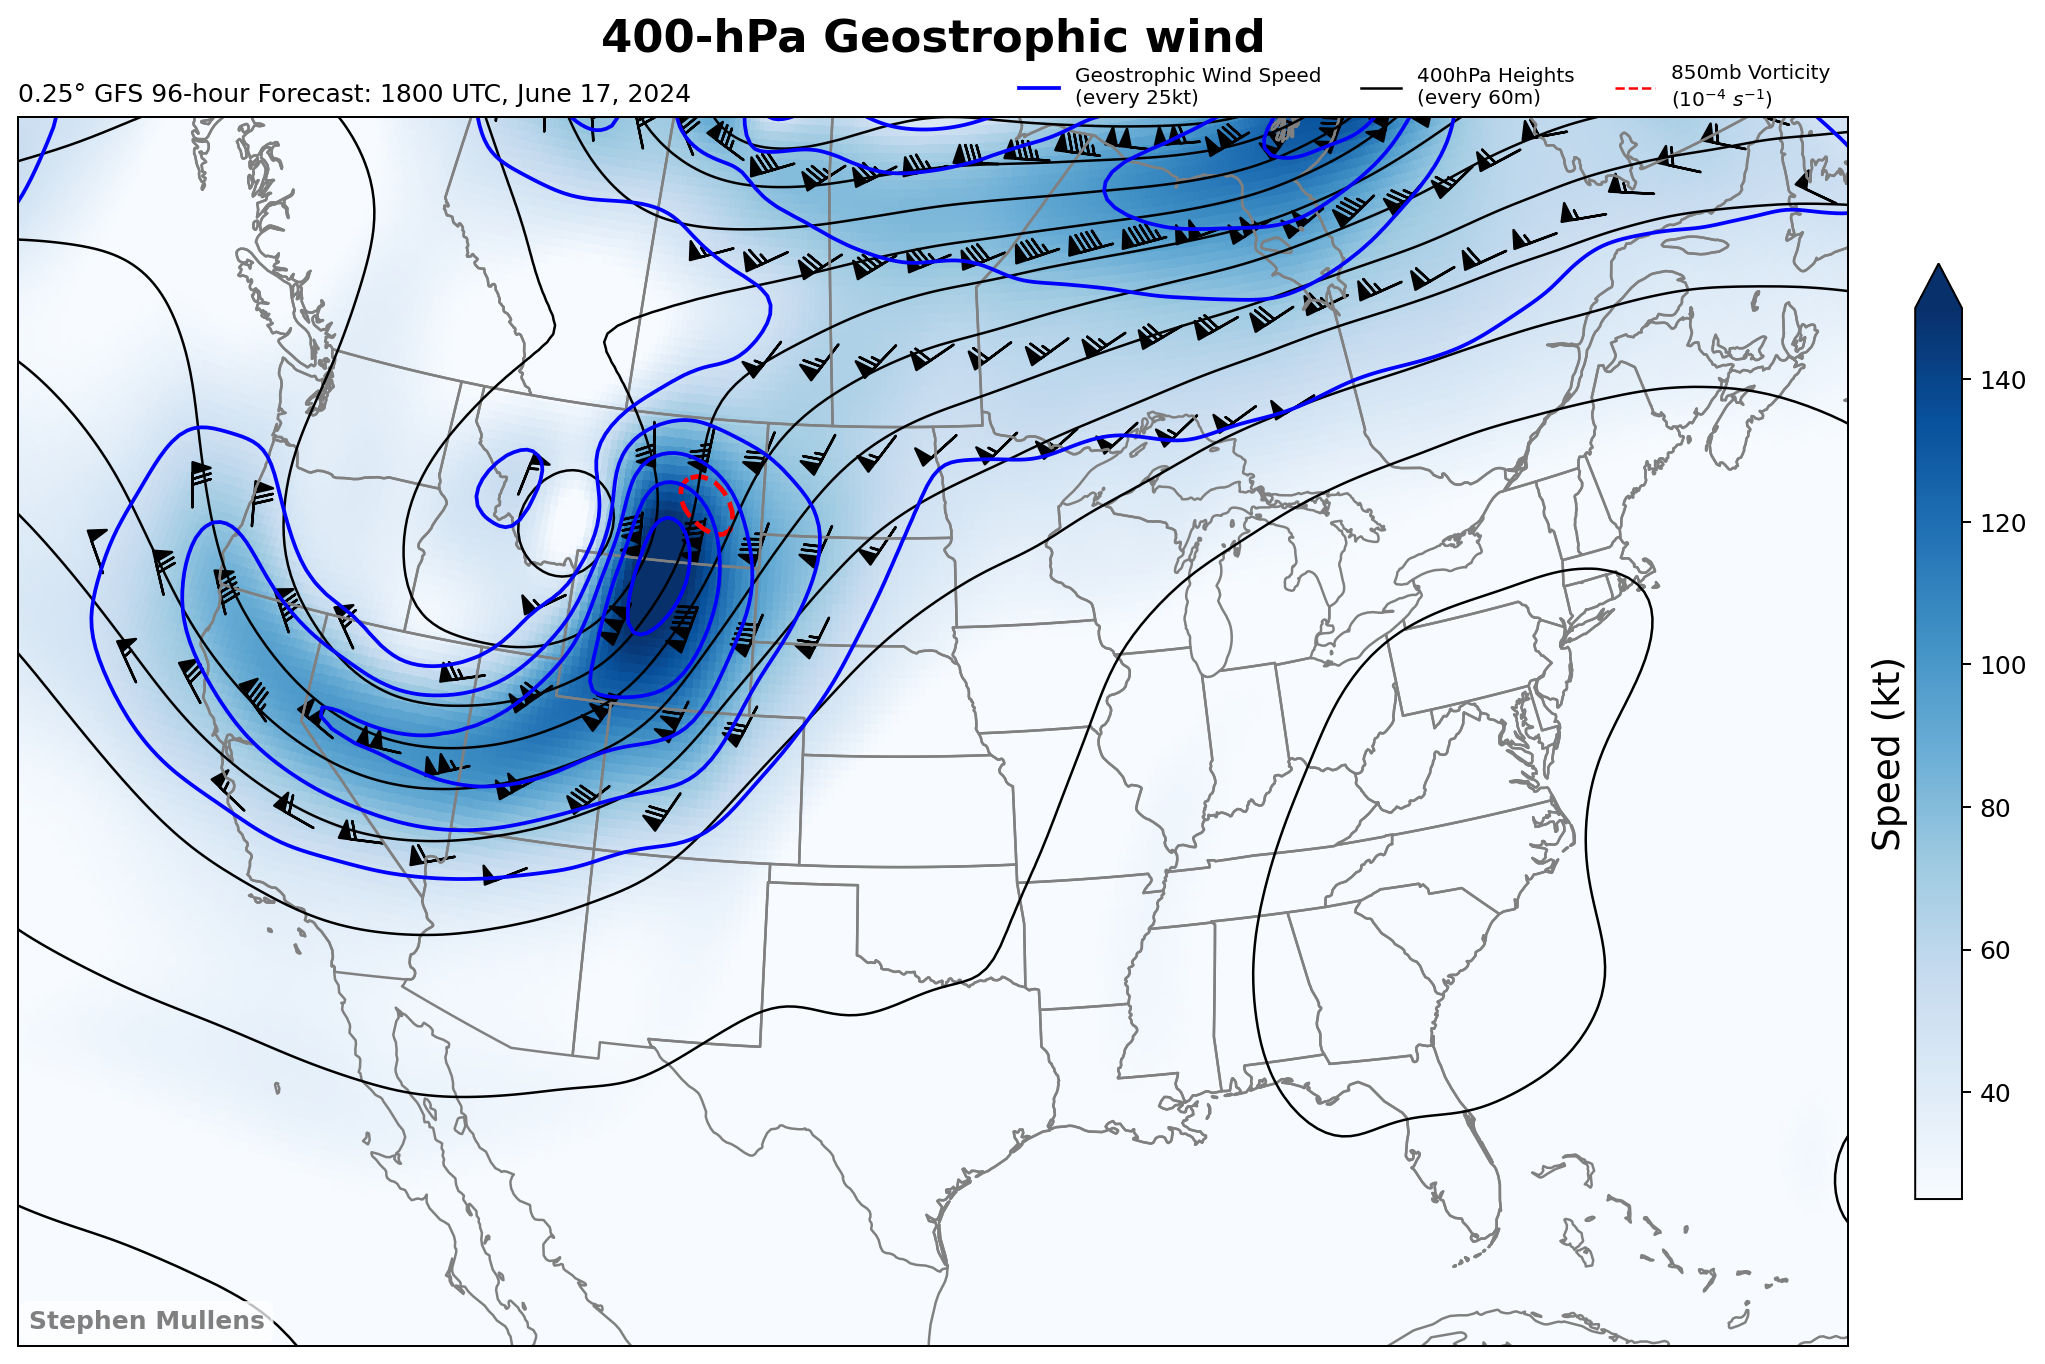 400-hPa Geostrophic wind
0.25° GFS 96-hour Forecast: 1800 UTC, June 17, 2024
Geostrophic Wind Speed
(every 25kt)
400hPa Heights
(every 60m)
850mb Vorticity
(10⁻⁴ s⁻¹)
140
120
100
80
60
40
Speed (kt)
Stephen Mullens